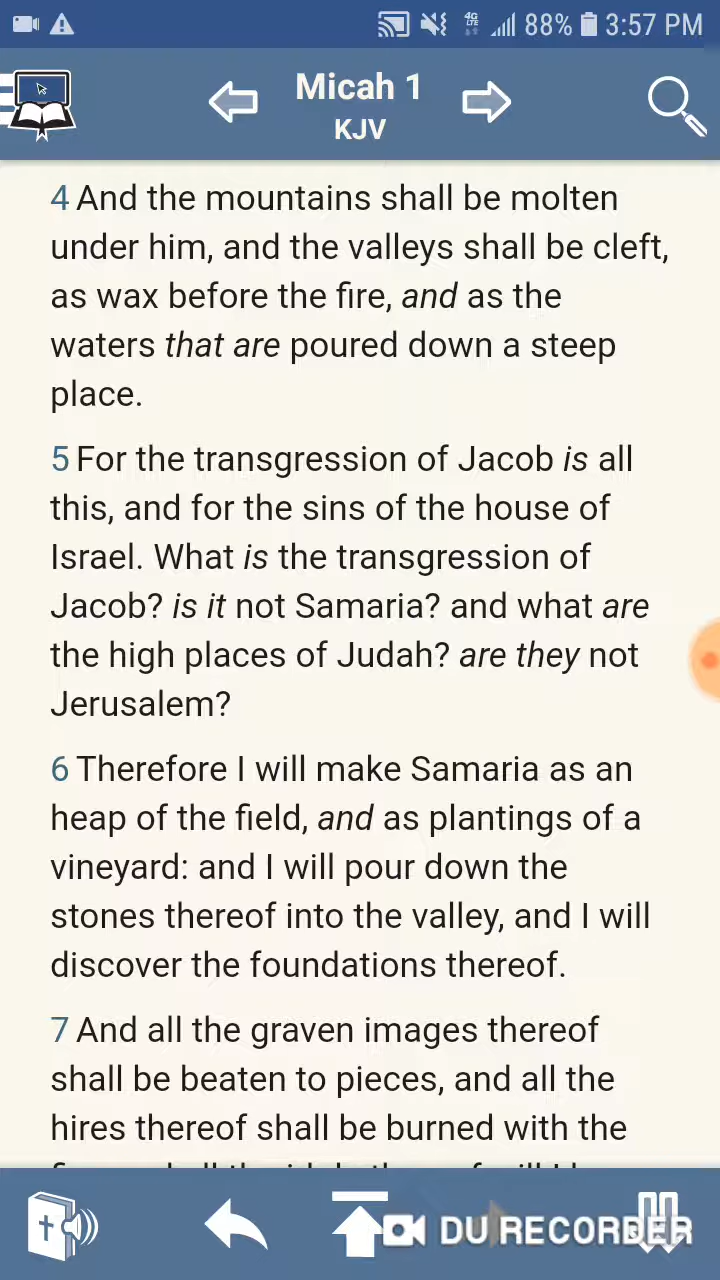 4G LTE 88% 3:57 PM
Micah 1
KJV
4 And the mountains shall be molten
under him, and the valleys shall be cleft,
as wax before the fire, and as the
waters that are poured down a steep
place.
5 For the transgression of Jacob is all
this, and for the sins of the house of
Israel. What is the transgression of
Jacob? is it not Samaria? and what are
the high places of Judah? are they not
Jerusalem?
6 Therefore I will make Samaria as an
heap of the field, and as plantings of a
vineyard: and I will pour down the
stones thereof into the valley, and I will
discover the foundations thereof.
7 And all the graven images thereof
shall be beaten to pieces, and all the
hires thereof shall be burned with the
DU RECORDER